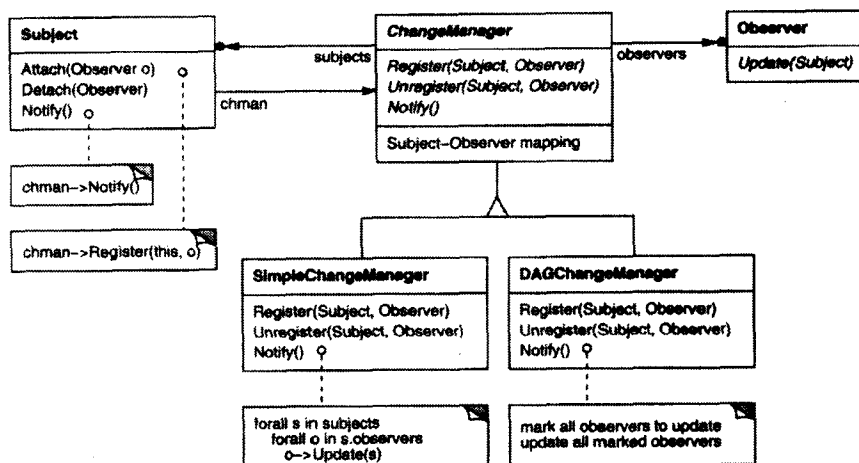 Subject
Attach(Observer o)
Detach(Observer)
Notify()
chman->Notify()
chman->Register(this, o)
subjects
chman
ChangeManager
Register(Subject, Observer)
Unregister(Subject, Observer)
Notify()
Subject-Observer mapping
observers
Observer
Update(Subject)
SimpleChangeManager
Register(Subject, Observer)
Unregister(Subject, Observer)
Notify()
forall s in subjects
forall o in s.observers
o->Update(s)
DAGChangeManager
Register(Subject, Observer)
Unregister(Subject, Observer)
Notify()
mark all observers to update
update all marked observers